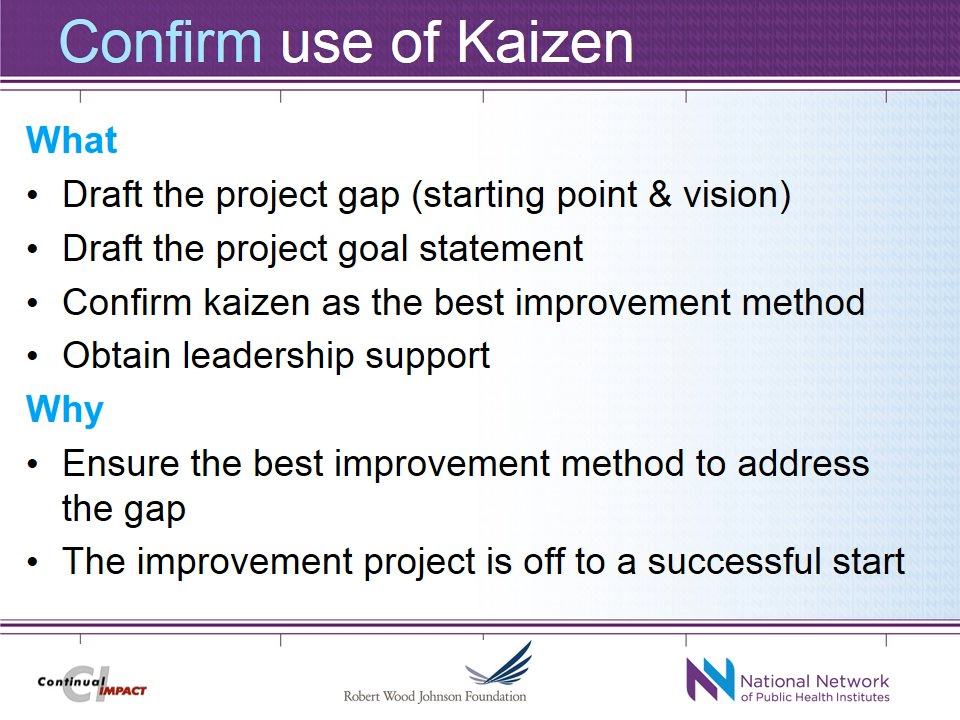 Confirm use of Kaizen
What
• Draft the project gap (starting point & vision)
• Draft the project goal statement
• Confirm kaizen as the best improvement method
• Obtain leadership support
Why
• Ensure the best improvement method to address
the gap
• The improvement project is off to a successful start
CI
Continual IMPACT
Robert Wood Johnson Foundation
National Network
of Public Health Institutes